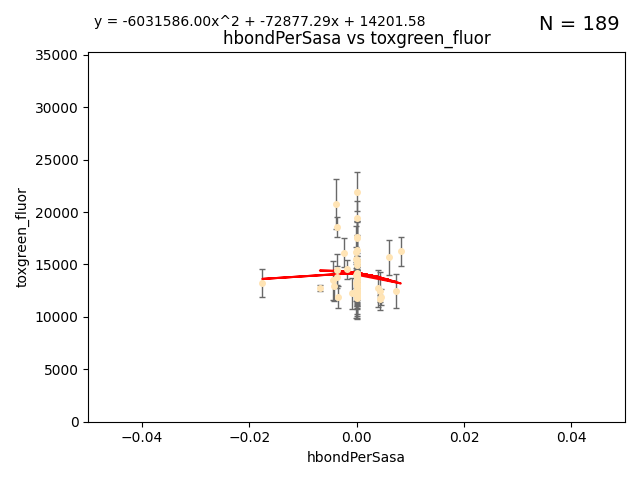 y = -6031586.00x^2 + -72877.29x + 14201.58
N = 189
hbondPerSasa vs toxgreen_fluor
35000
30000
25000
20000
15000
10000
5000
0
toxgreen_fluor
−0.04 −0.02 0.00 0.02 0.04
hbondPerSasa